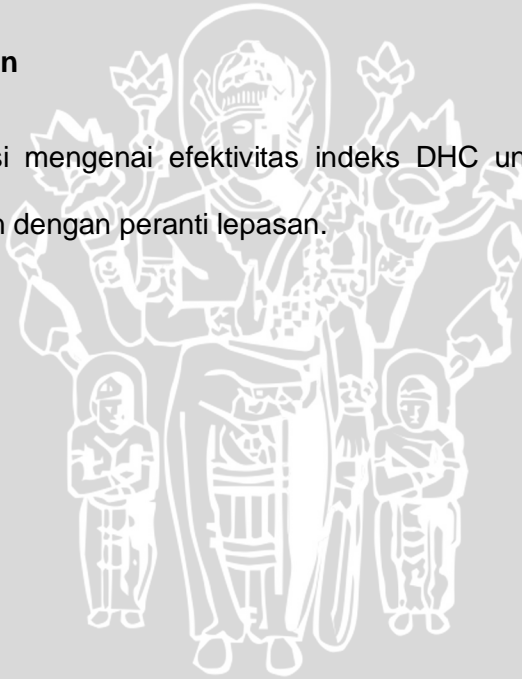 n
si mengenai efektivitas indeks DHC un
n dengan peranti lepasan.